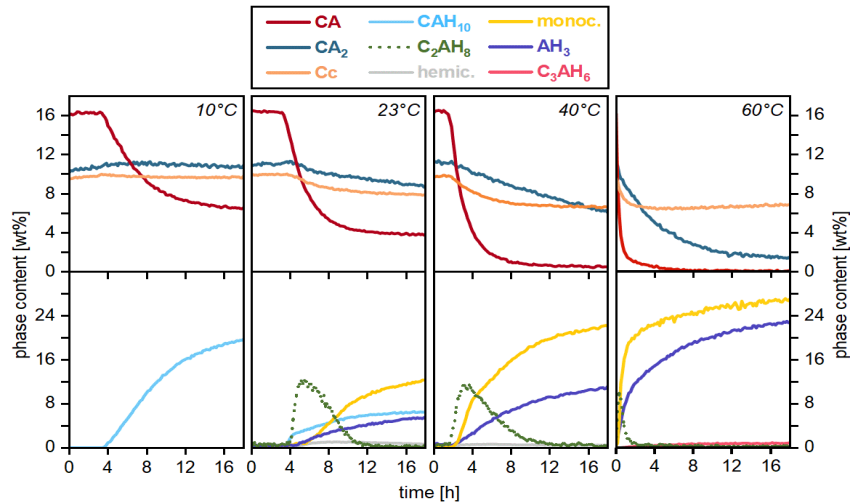 CA CAH10 monoc.
CA2 C2AH8 AH3
Cc hemic. C3AH6
10°C 23°C 40°C 60°C
phase content [wt%]
16
12
8
4
0
16
12
8
4
0
phase content [wt%]
24
16
8
0
24
16
8
0
phase content [wt%]
0 4 8 12 16 0 4 8 12 16 0 4 8 12 16 0 4 8 12 16
time [h]